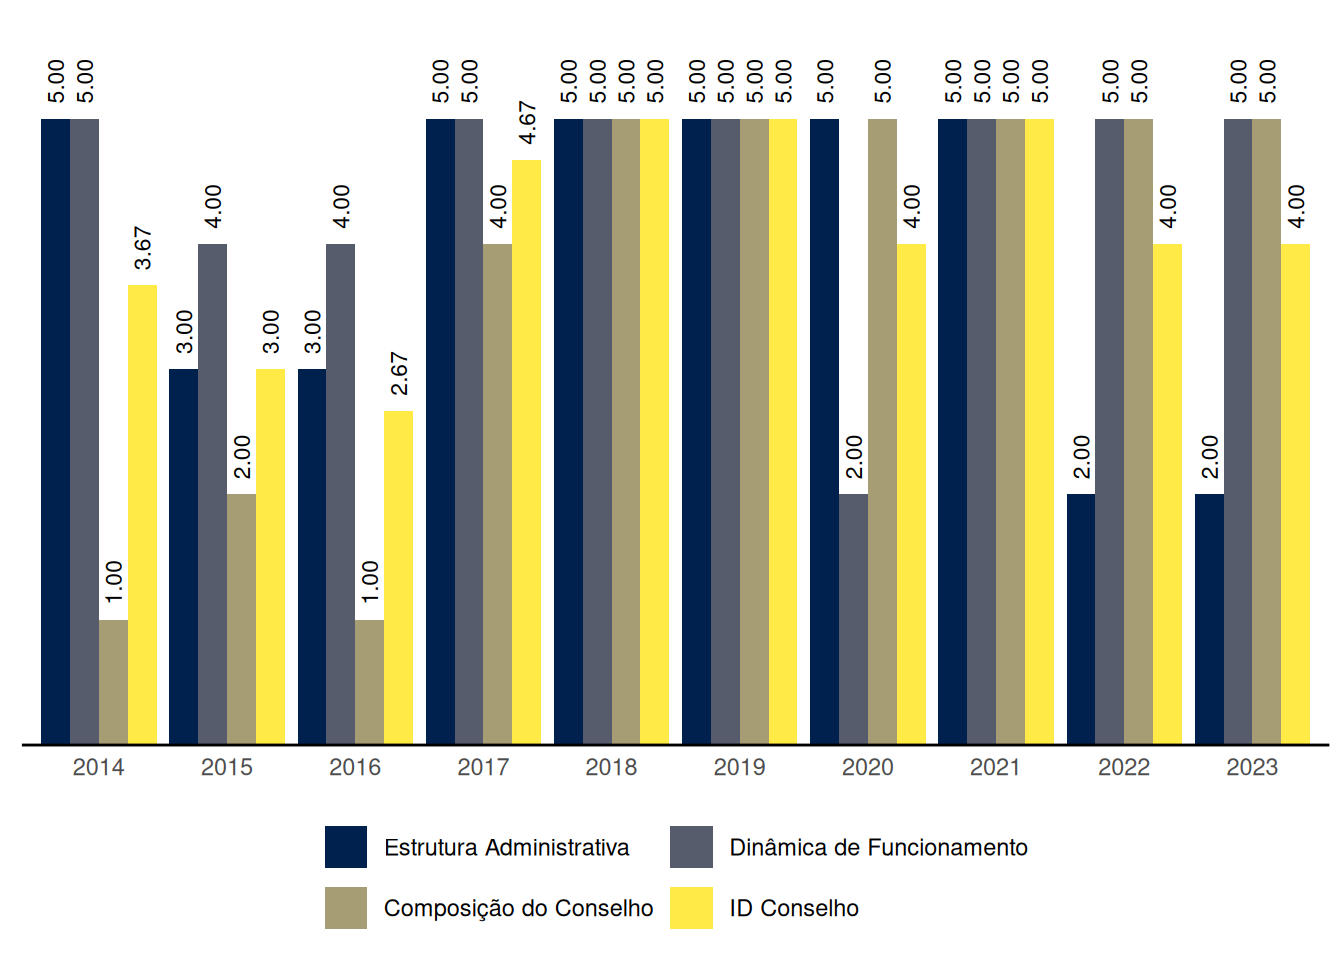 5.00 5.00 1.00 3.67
3.00 4.00 2.00 3.00
3.00 4.00 1.00 2.67
5.00 5.00 4.00 4.67
5.00 5.00 5.00 5.00
5.00 5.00 5.00 5.00
5.00 2.00 5.00 4.00
5.00 5.00 5.00 5.00
2.00 5.00 5.00 4.00
2.00 5.00 5.00 4.00
2014 2015 2016 2017 2018 2019 2020 2021 2022 2023
Estrutura Administrativa Dinâmica de Funcionamento
Composição do Conselho ID Conselho